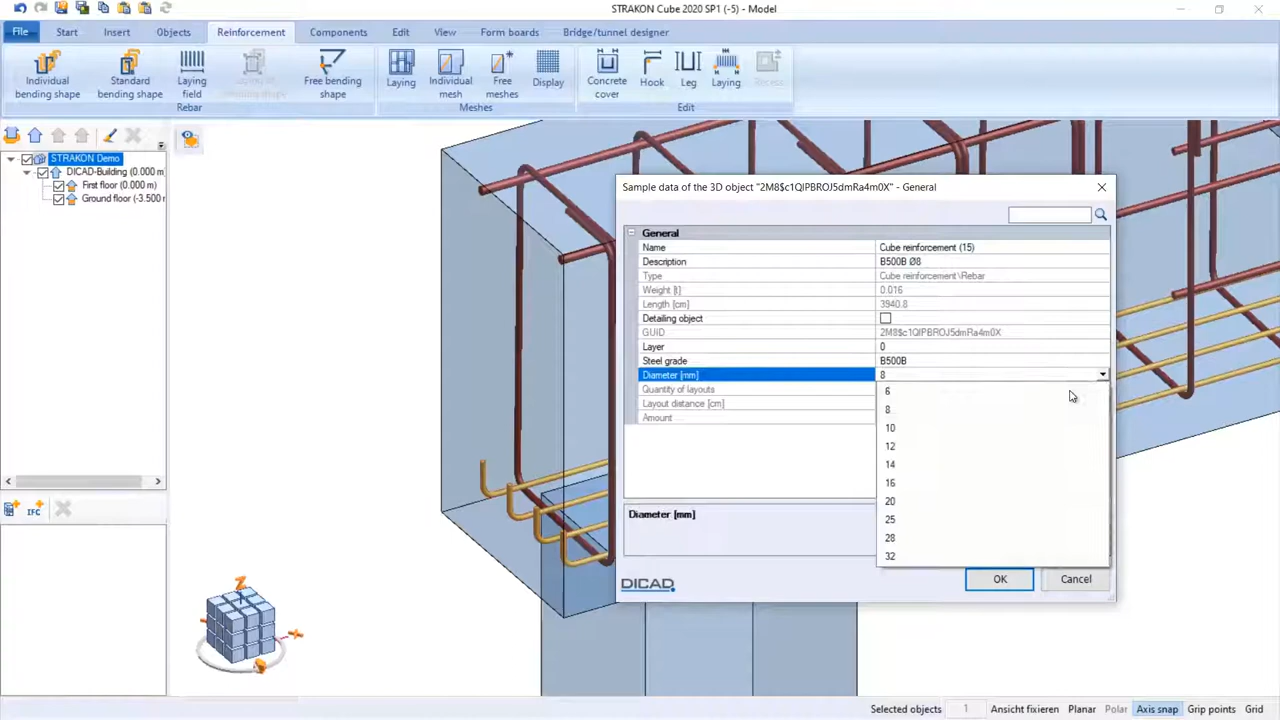 STRAKON Cube 2020 SP1 (-5) - Model
File Start Insert Objects Reinforcement Components Edit View Form boards Bridge/tunnel designer
Individual bending shape
Standard bending shape
Laying field
Free bending shape
Laying
Individual mesh
Free meshes
Display
Concrete cover
Hook
Leg
Laying
Rebar Meshes Edit
STRAKON Demo
DICAD-Building (0.000 m)
First floor (0.000 m)
Ground floor (-3.500 m
IFC
Sample data of the 3D object "2M8$c1QIPBROJ5dmRa4m0X" - General
General
Name Cube reinforcement (15)
Description B500B Ø8
Type Cube reinforcement\Rebar
Weight [t] 0.016
Length [cm] 3940.8
Detailing object
GUID 2M8$c1QIPBROJ5dmRa4m0X
Layer 0
Steel grade B500B
Diameter [mm] 8
Quantity of layouts
Layout distance [cm]
Amount
6
8
10
12
14
16
20
25
28
32
Diameter [mm]
DICAD
OK Cancel
Z
Selected objects 1 Ansicht fixieren Planar Polar Axis snap Grip points Grid